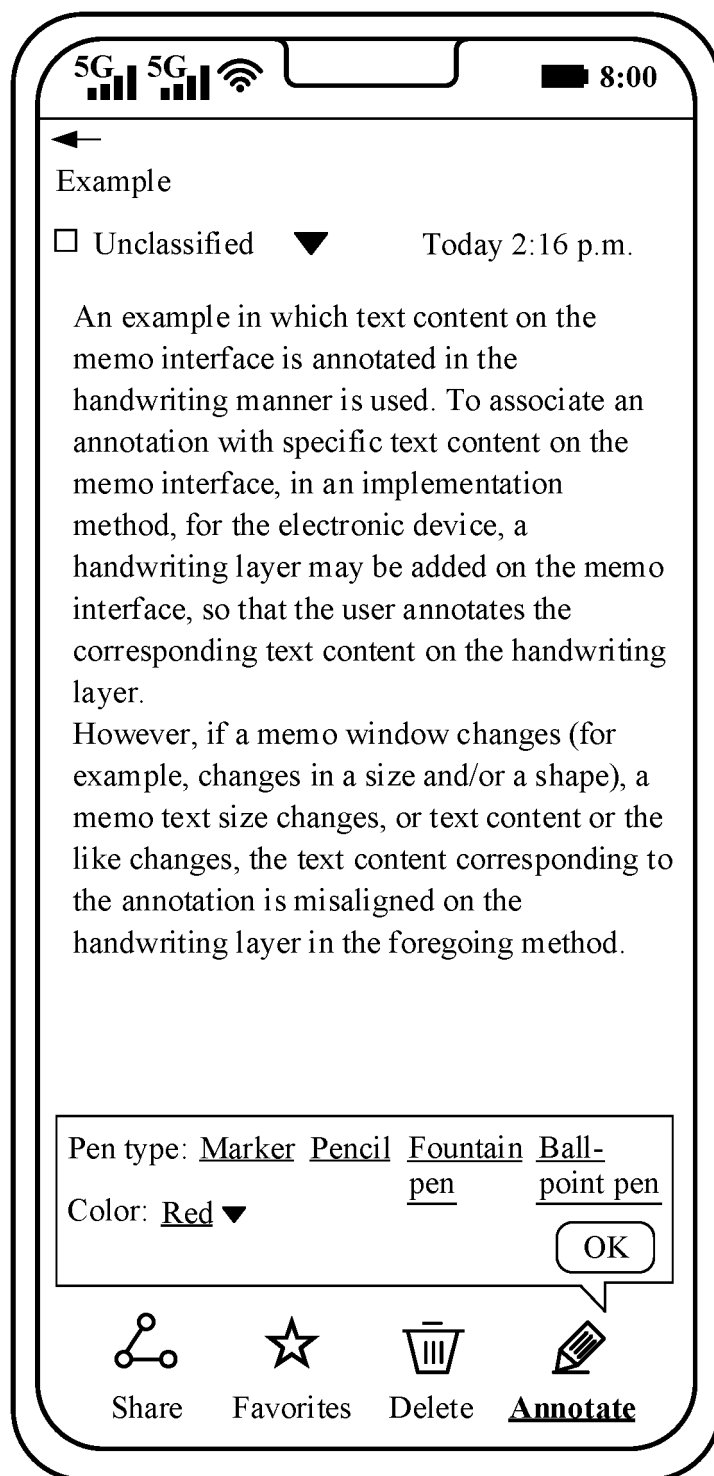 5G 5G 8:00
Example
Unclassified Today 2:16 p.m.
An example in which text content on the
memo interface is annotated in the
handwriting manner is used. To associate an
annotation with specific text content on the
memo interface, in an implementation
method, for the electronic device, a
handwriting layer may be added on the memo
interface, so that the user annotates the
corresponding text content on the handwriting
layer.
However, if a memo window changes (for
example, changes in a size and/or a shape), a
memo text size changes, or text content or the
like changes, the text content corresponding to
the annotation is misaligned on the
handwriting layer in the foregoing method.
Pen type: Marker Pencil Fountain Ball-
pen point pen
Color: Red
OK
Share Favorites Delete Annotate